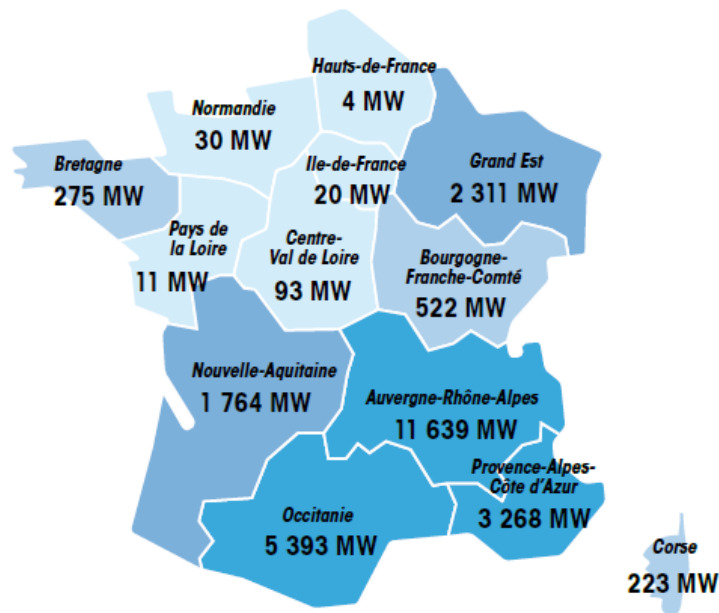 Hauts-de-France
4 MW
Normandie
30 MW
Bretagne
275 MW
Ile-de-France
20 MW
Grand Est
2 311 MW
Pays de
la Loire
11 MW
Centre-
Val de Loire
93 MW
Bourgogne-
Franche-Comté
522 MW
Nouvelle-Aquitaine
1 764 MW
Auvergne-Rhône-Alpes
11 639 MW
Provence-Alpes-
Côte d'Azur
3 268 MW
Occitanie
5 393 MW
Corse
223 MW